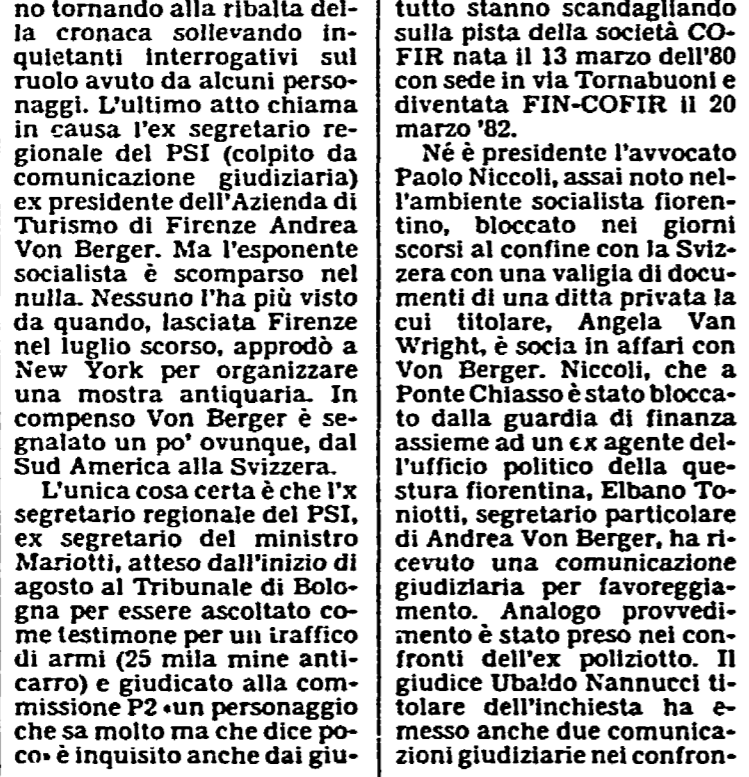 no tornando alla ribalta del-
la cronaca sollevando in-
quietanti interrogativi sul
ruolo avuto da alcuni perso-
naggi. L'ultimo atto chiama
in causa l'ex segretario re-
gionale del PSI (colpito da
comunicazione giudiziaria)
ex presidente dell'Azienda di
Turismo di Firenze Andrea
Von Berger. Ma l'esponente
socialista è scomparso nel
nulla. Nessuno l'ha più visto
da quando, lasciata Firenze
nel luglio scorso, approdò a
New York per organizzare
una mostra antiquaria. In
compenso Von Berger è se-
gnalato un po' ovunque, dal
Sud America alla Svizzera.
L'unica cosa certa è che l'x
segretario regionale del PSI,
ex segretario del ministro
Mariotti, atteso dall'inizio di
agosto al Tribunale di Bolo-
gna per essere ascoltato co-
me testimone per un traffico
di armi (25 mila mine anti-
carro) e giudicato alla com-
missione P2 «un personaggio
che sa molto ma che dice po-
co» è inquisito anche dai giu-
tutto stanno scandagliando
sulla pista della società CO-
FIR nata il 13 marzo dell'80
con sede in via Tornabuoni e
diventata FIN-COFIR il 20
marzo '82.
Né è presidente l'avvocato
Paolo Niccoli, assai noto nel-
l'ambiente socialista fioren-
tino, bloccato nei giorni
scorsi al confine con la Sviz-
zera con una valigia di docu-
menti di una ditta privata la
cui titolare, Angela Van
Wright, è socia in affari con
Von Berger. Niccoli, che a
Ponte Chiasso è stato blocca-
to dalla guardia di finanza
assieme ad un ex agente del-
l'ufficio politico della que-
stura fiorentina, Elbano To-
niotti, segretario particolare
di Andrea Von Berger, ha ri-
cevuto una comunicazione
giudiziaria per favoreggia-
mento. Analogo provvedi-
mento è stato preso nei con-
fronti dell'ex poliziotto. Il
giudice Ubaldo Nannucci ti-
tolare dell'inchiesta ha e-
messo anche due comunica-
zioni giudiziarie nei confron-